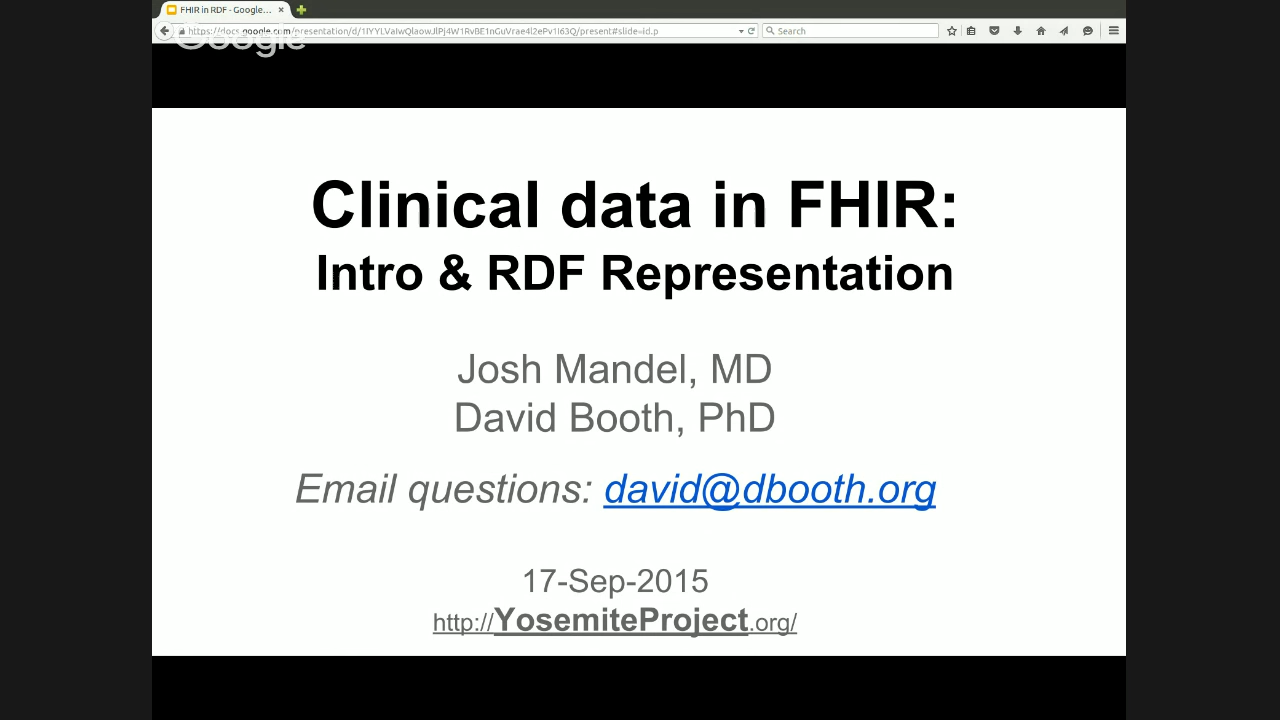 FHIR in RDF - Google...
Search
Google
Clinical data in FHIR:
Intro & RDF Representation
Josh Mandel, MD
David Booth, PhD
Email questions: david@dbooth.org
17-Sep-2015
http://YosemiteProject.org/